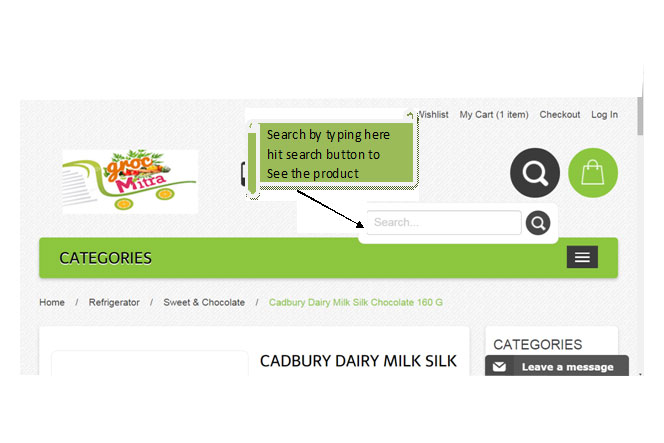 Wishlist My Cart (1 item) Checkout Log In
Search by typing here
hit search button to
See the product
groc
Mitra
Search...
CATEGORIES
Home / Refrigerator / Sweet & Chocolate / Cadbury Dairy Milk Silk Chocolate 160 G
CADBURY DAIRY MILK SILK
CATEGORIES
Leave a message